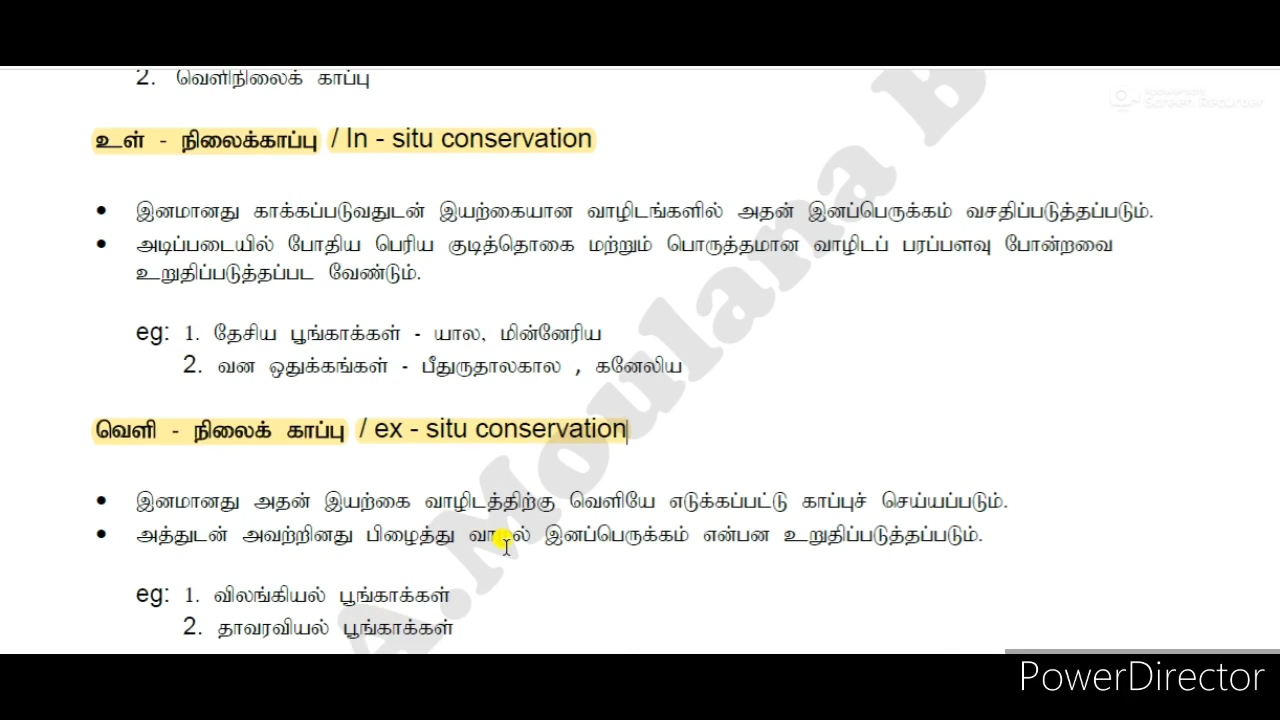 2. வெளிநிலைக் காப்பு
உள் - நிலைக்காப்பு / In - situ conservation
• இனமானது காக்கப்படுவதுடன் இயற்கையான வாழிடங்களில் அதன் இனப்பெருக்கம் வசதிப்படுத்தப்படும்.
• அடிப்படையில் போதிய பெரிய குடித்தொகை மற்றும் பொருத்தமான வாழிடப் பரப்பளவு போன்றவை
உறுதிப்படுத்தப்பட வேண்டும்.
eg: 1. தேசிய பூங்காக்கள் - யால, மின்னேரிய
2. வன ஒதுக்கங்கள் - பீதுருதாலகால , கனேலிய
வெளி - நிலைக் காப்பு / ex - situ conservation
• இனமானது அதன் இயற்கை வாழிடத்திற்கு வெளியே எடுக்கப்பட்டு காப்புச் செய்யப்படும்.
• அத்துடன் அவற்றினது பிழைத்து வாழல் இனப்பெருக்கம் என்பன உறுதிப்படுத்தப்படும்.
eg: 1. விலங்கியல் பூங்காக்கள்
2. தாவரவியல் பூங்காக்கள்
A.Moulana B
Screen Recorder
PowerDirector